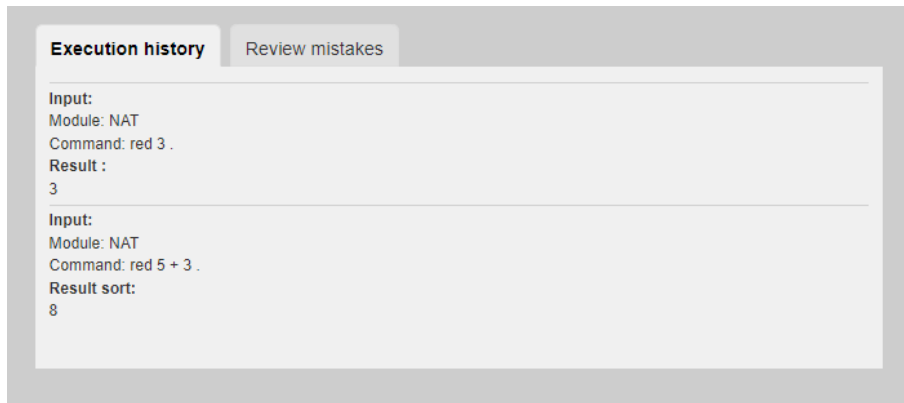 Execution history
Review mistakes
Input:
Module: NAT
Command: red 3 .
Result :
3
Input:
Module: NAT
Command: red 5 + 3 .
Result sort:
8